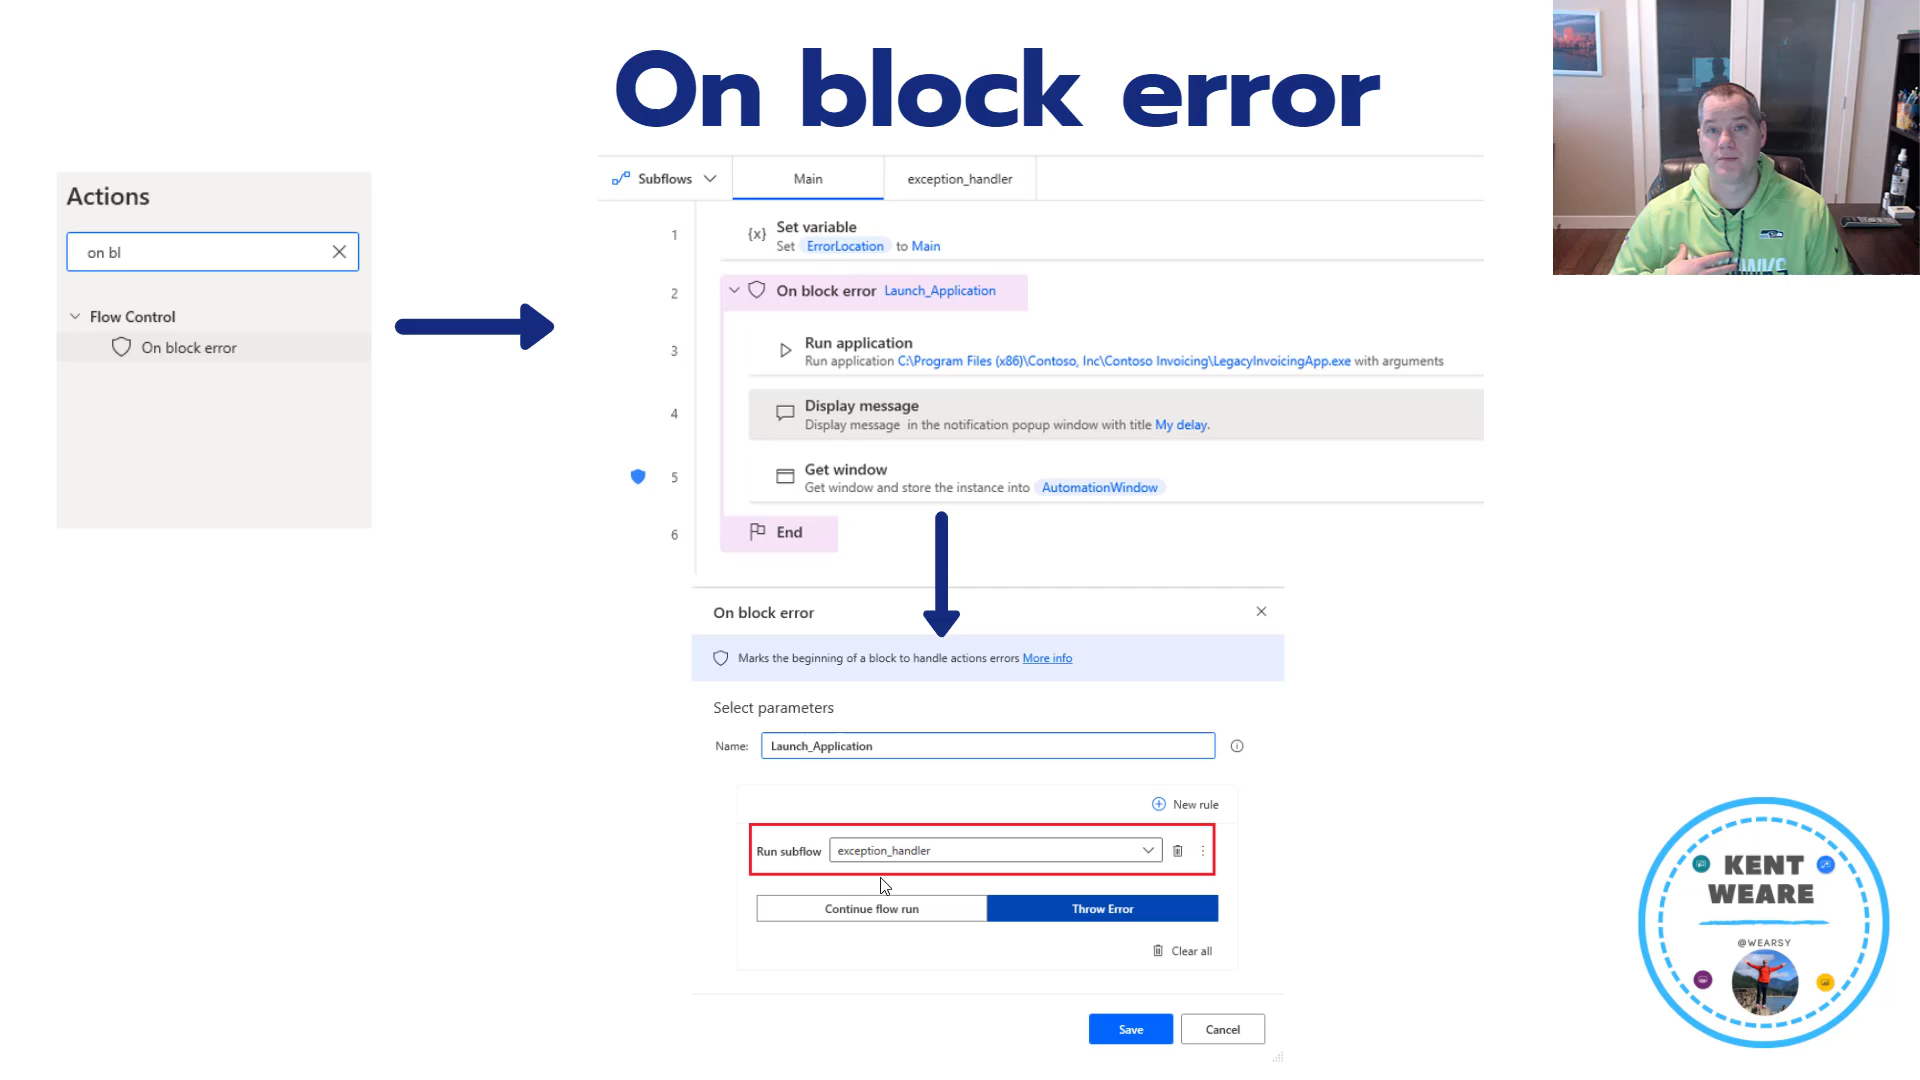 On block error
Actions
on bl
Flow Control
On block error
Subflows
Main
exception_handler
1
Set variable
Set ErrorLocation to Main
2
On block error Launch_Application
3
Run application
Run application C:\Program Files (x86)\Contoso, Inc\Contoso Invoicing\LegacyInvoicingApp.exe with arguments
4
Display message
Display message in the notification popup window with title My delay.
5
Get window
Get window and store the instance into AutomationWindow
6
End
On block error
Marks the beginning of a block to handle actions errors More info
Select parameters
Name: Launch_Application
New rule
Run subflow exception_handler
Continue flow run
Throw Error
Clear all
Save
Cancel
KENT
WEARE
@WEARSY